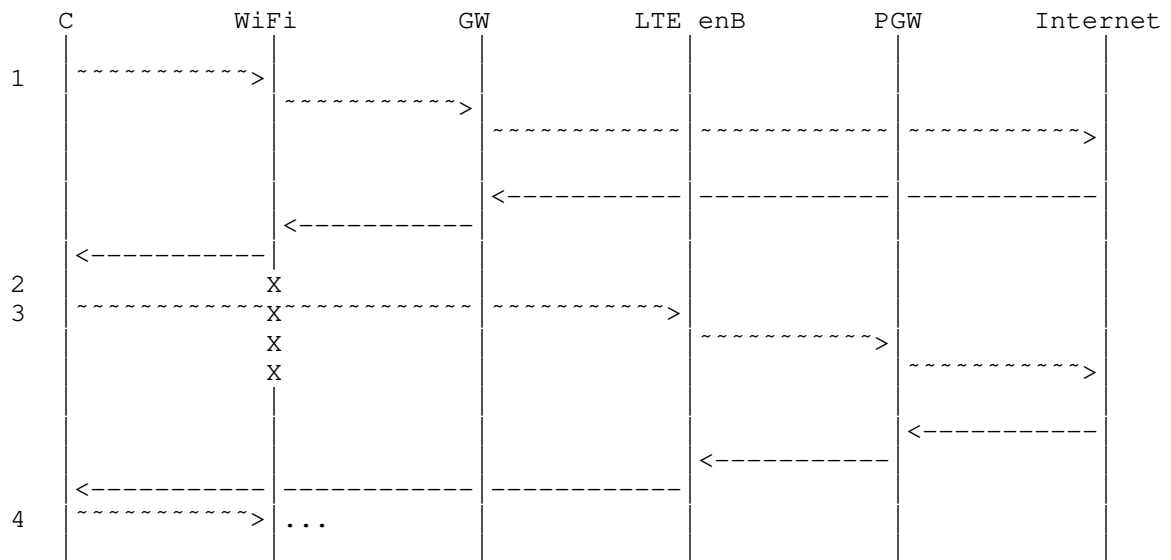 C WiFi GW LTE enB PGW Internet
1 |~~~~~~~~~~~>| | | | |
| |~~~~~~~~~~~>| | | |
| | |~~~~~~~~~~~~|~~~~~~~~~~~~|~~~~~~~~~~~>|
| | |<-----------|------------|------------|
| |<-----------| | | |
|<-----------| | | | |
2 | X | | | |
3 |~~~~~~~~~~~~X~~~~~~~~~~~~|~~~~~~~~~~~>| | |
| X | |~~~~~~~~~~~>| |
| X | | |~~~~~~~~~~~>|
| | | | |<-----------|
| | | |<-----------| |
|<-----------|------------|------------| | |
4 |~~~~~~~~~~~>|... | | | |